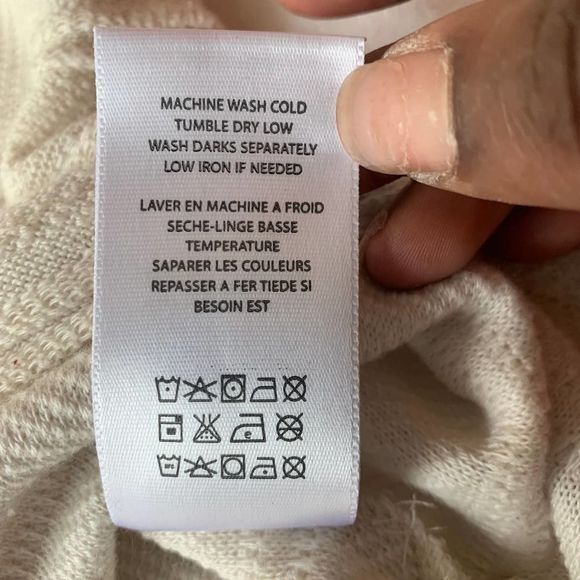 MACHINE WASH COLD
TUMBLE DRY LOW
WASH DARKS SEPARATELY
LOW IRON IF NEEDED
LAVER EN MACHINE A FROID
SECHE-LINGE BASSE
TEMPERATURE
SAPARER LES COULEURS
REPASSER A FER TIEDE SI
BESOIN EST